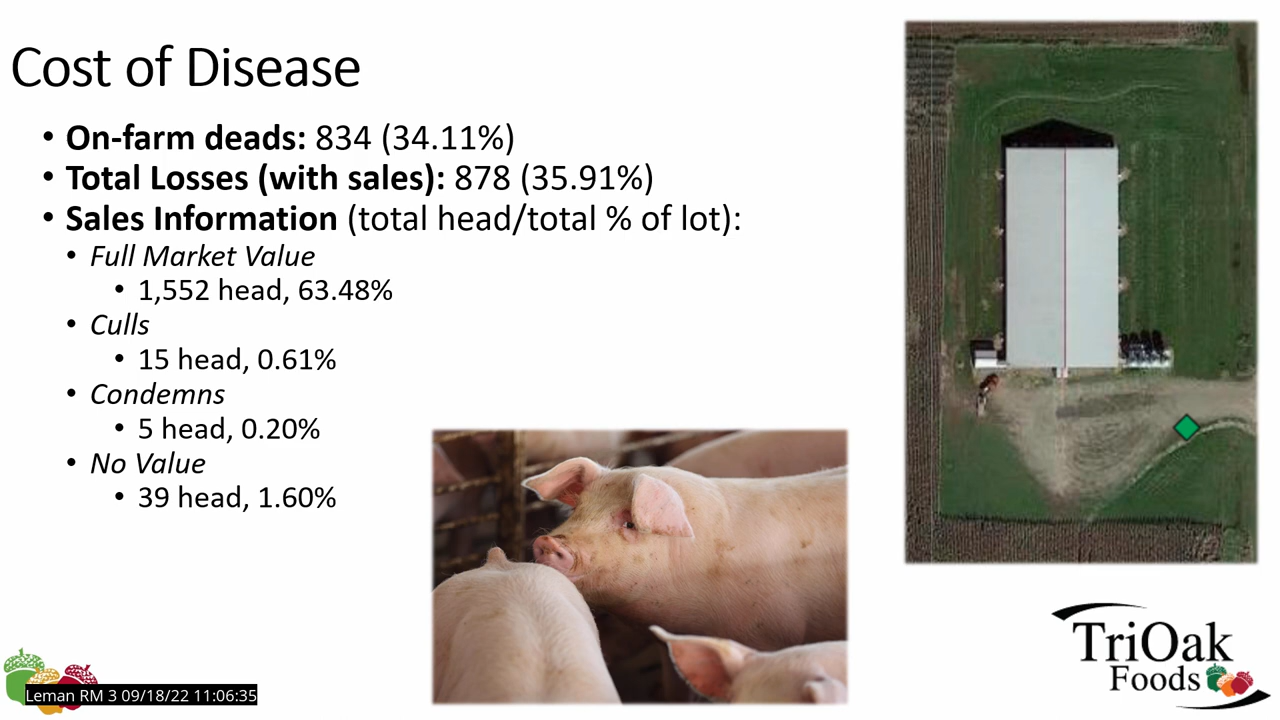 Cost of Disease
• On-farm deads: 834 (34.11%)
• Total Losses (with sales): 878 (35.91%)
• Sales Information (total head/total % of lot):
• Full Market Value
• 1,552 head, 63.48%
• Culls
• 15 head, 0.61%
• Condemns
• 5 head, 0.20%
• No Value
• 39 head, 1.60%
TriOak
Foods
Leman RM 3 09/18/22 11:06:35